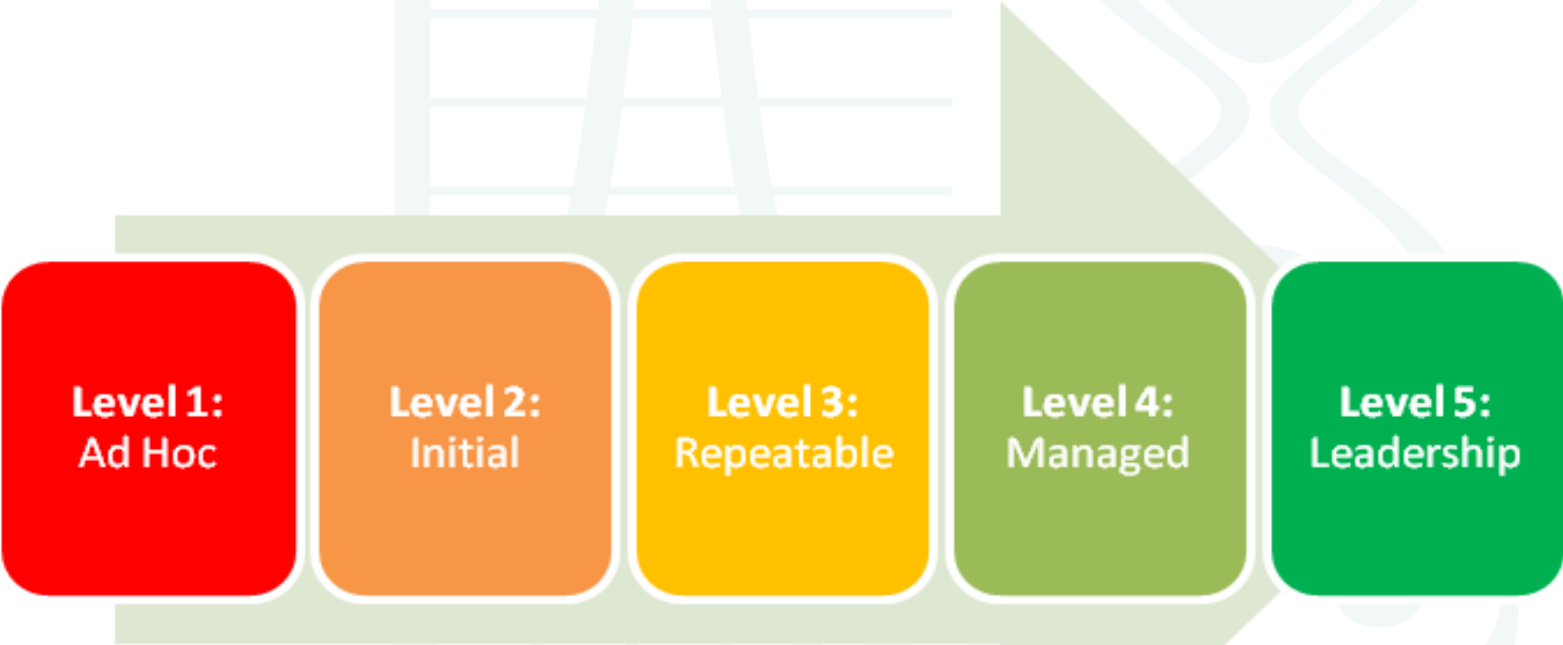 Level 1:
Ad Hoc
Level 2:
Initial
Level 3:
Repeatable
Level 4:
Managed
Level 5:
Leadership